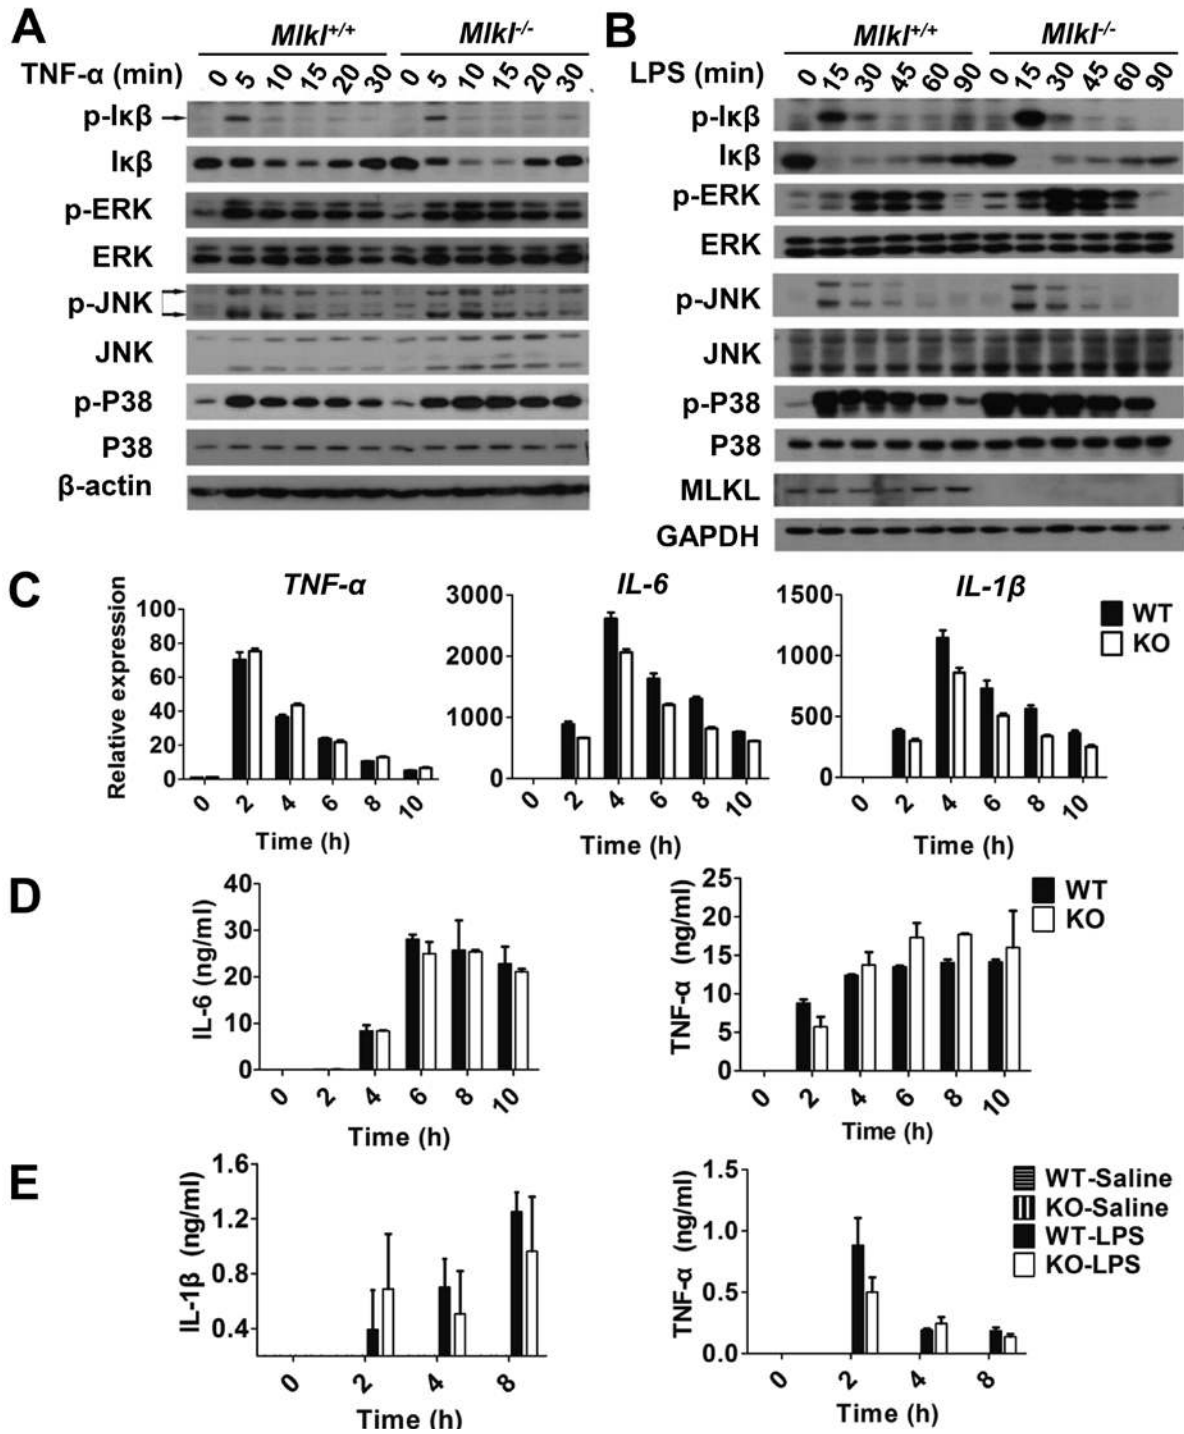 A
Mlkl+/+ Mlkl-/-
TNF-α (min) 0 5 10 15 20 30 0 5 10 15 20 30
p-Iκβ
Iκβ
p-ERK
ERK
p-JNK
JNK
p-P38
P38
β-actin
B
Mlkl+/+ Mlkl-/-
LPS (min) 0 15 30 45 60 90 0 15 30 45 60 90
p-Iκβ
Iκβ
p-ERK
ERK
p-JNK
JNK
p-P38
P38
MLKL
GAPDH
C
TNF-α
Relative expression
100
80
60
40
20
0
0 2 4 6 8 10
Time (h)
IL-6
3000
2000
1000
0
0 2 4 6 8 10
Time (h)
IL-1β
1500
1000
500
0
0 2 4 6 8 10
Time (h)
WT
KO
D
IL-6 (ng/ml)
40
30
20
10
0
0 2 4 6 8 10
Time (h)
TNF-α (ng/ml)
25
20
15
10
5
0
0 2 4 6 8 10
Time (h)
WT
KO
E
IL-1β (ng/ml)
1.6
1.2
0.8
0.4
0 2 4 8
Time (h)
TNF-α (ng/ml)
1.5
1.0
0.5
0.0
0 2 4 8
Time (h)
WT-Saline
KO-Saline
WT-LPS
KO-LPS